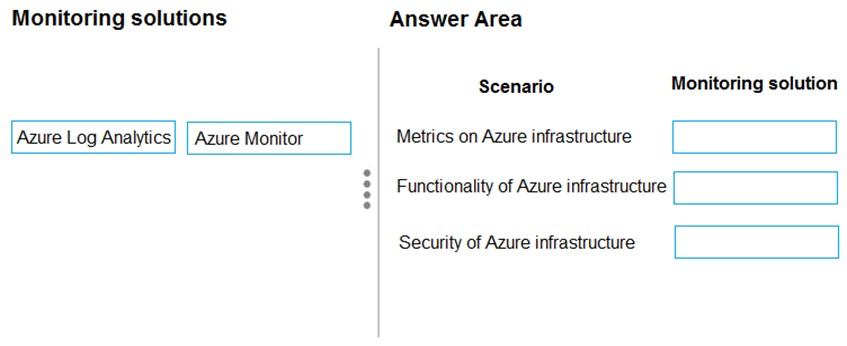 Monitoring solutions
Answer Area
Scenario
Monitoring solution
Azure Log Analytics
Azure Monitor
Metrics on Azure infrastructure
Functionality of Azure infrastructure
Security of Azure infrastructure